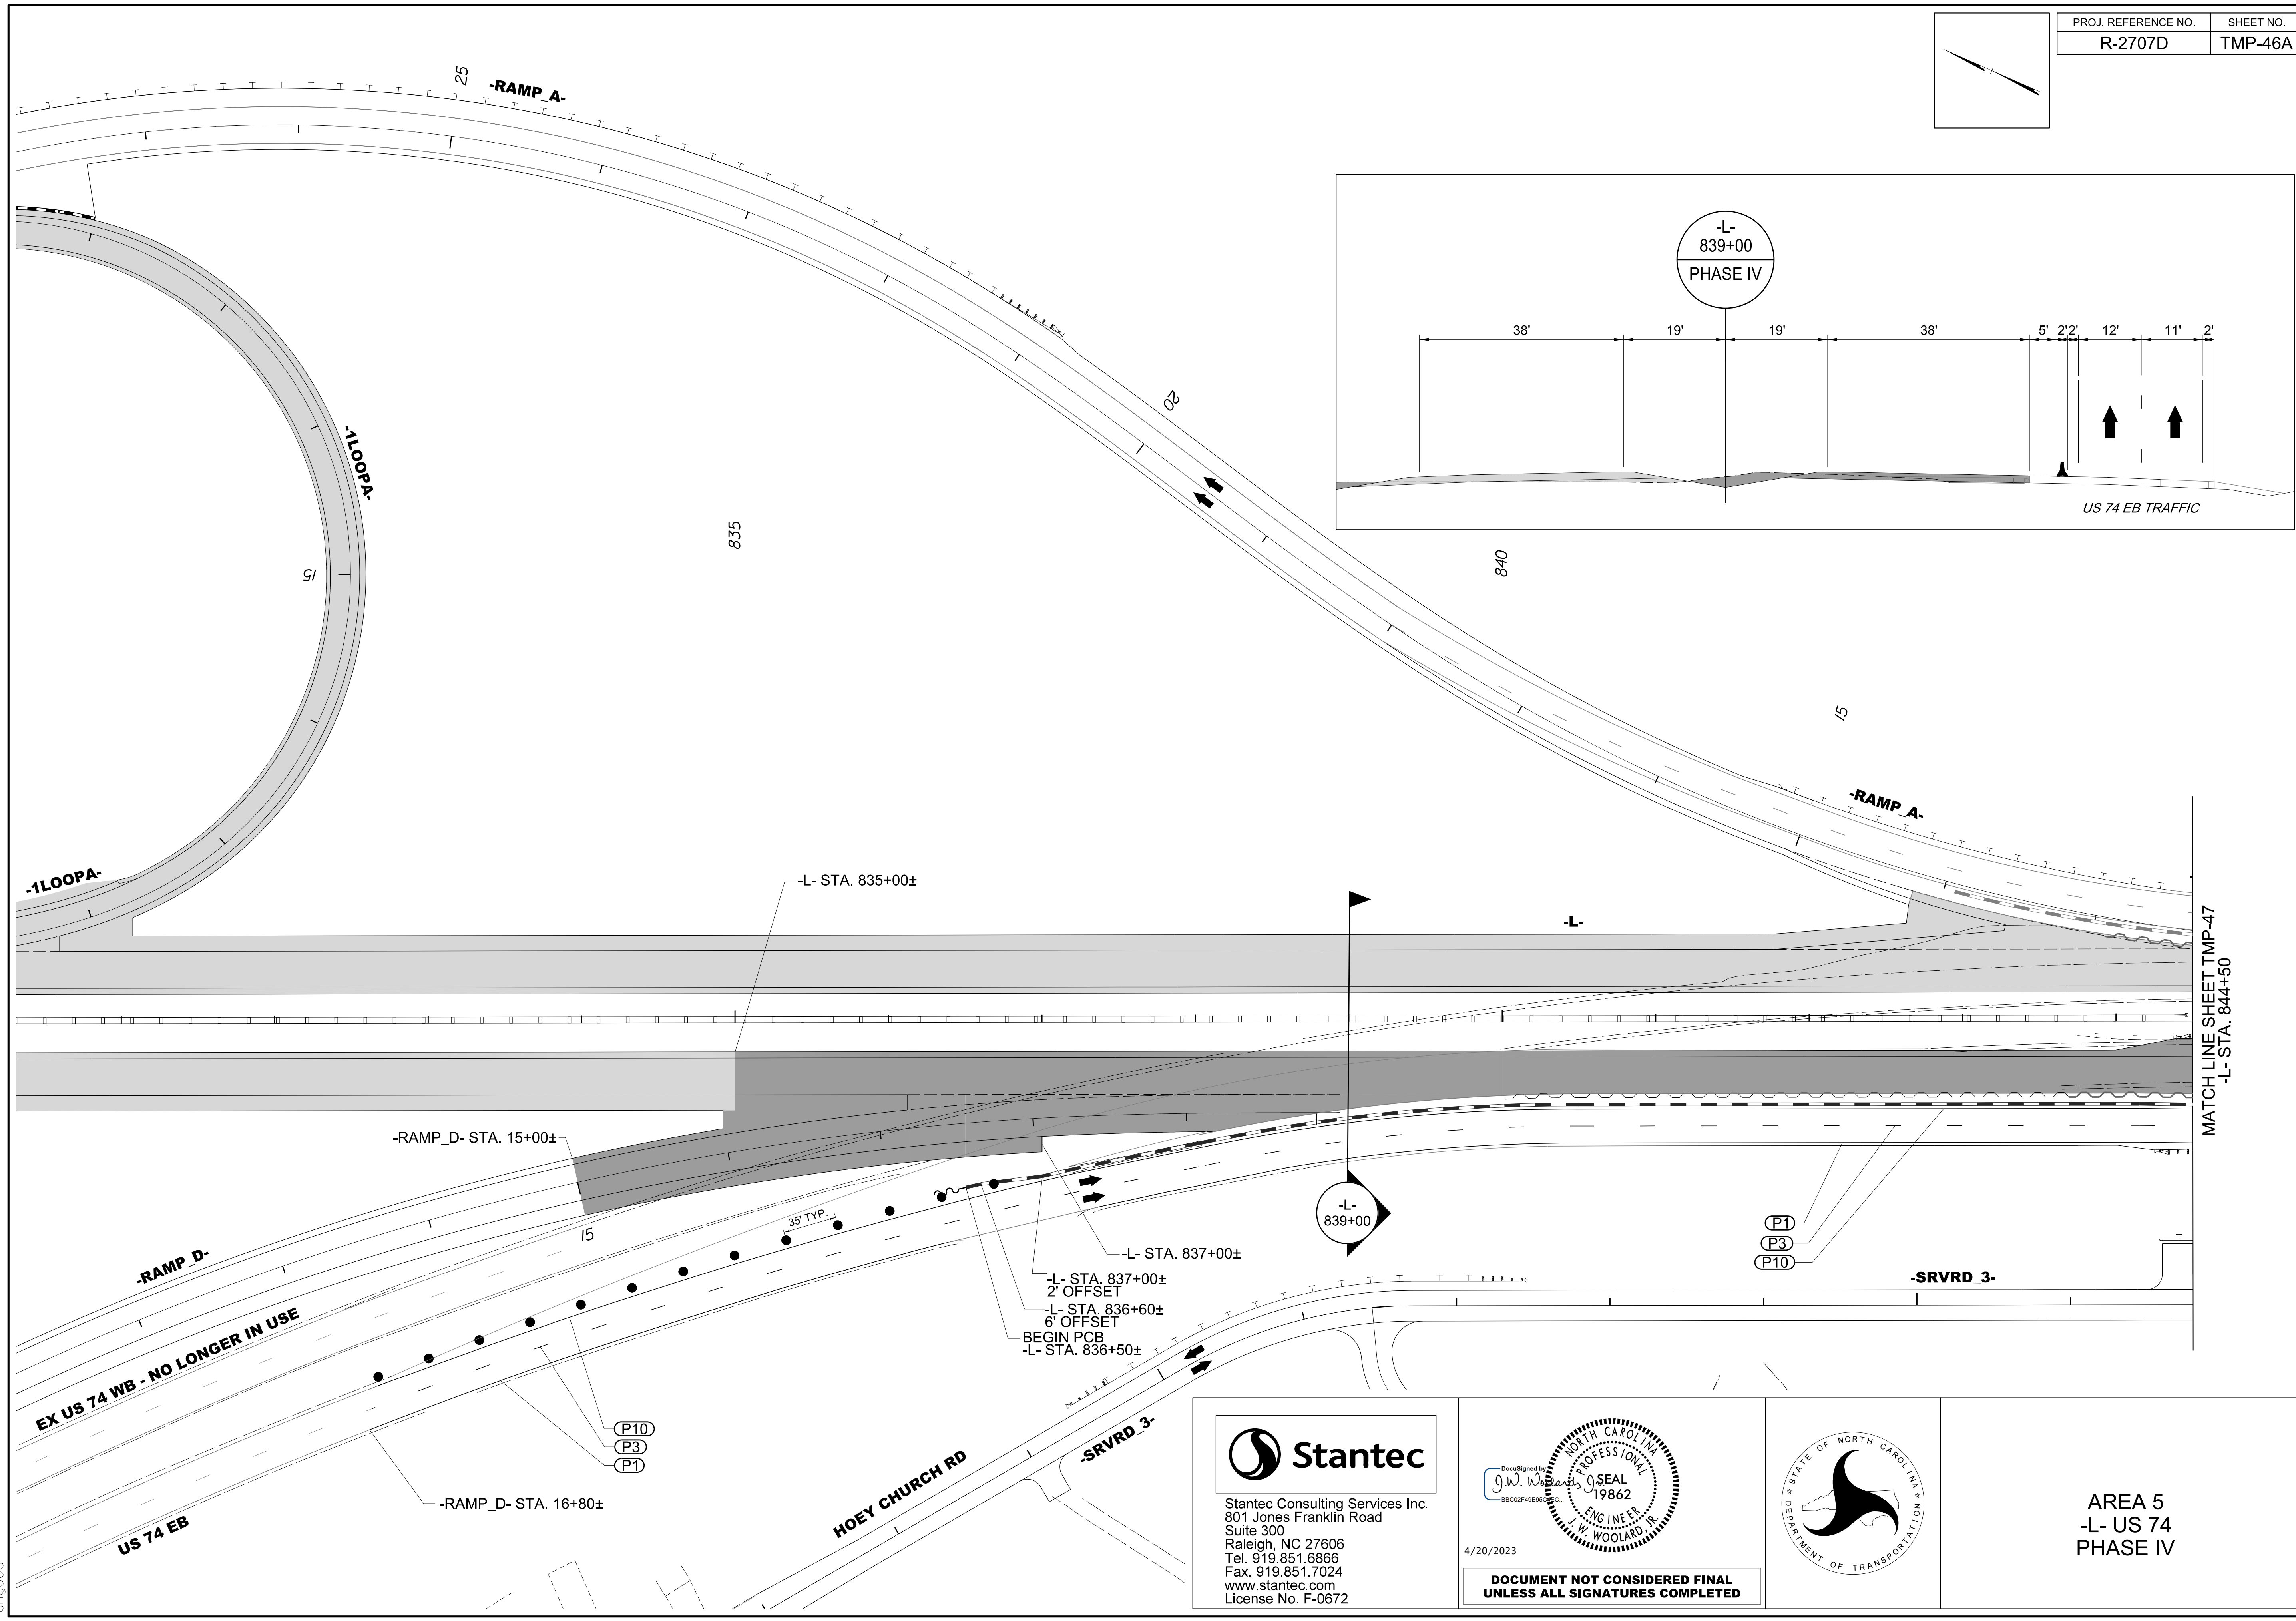 PROJ. REFERENCE NO.
SHEET NO.
R-2707D
TMP-46A
25
-RAMP_A-
-L-
839+00
PHASE IV
38'
19'
19'
38'
5'
2'
2'
12'
11'
2'
US 74 EB TRAFFIC
20
-1LOOPA-
835
840
15
15
-RAMP_A-
-1LOOPA-
-L- STA. 835+00±
-L-
MATCH LINE SHEET TMP-47
-L- STA. 844+50
-RAMP_D- STA. 15+00±
35' TYP.
15
-L-
839+00
P1
P3
P10
-L- STA. 837+00±
-L- STA. 837+00±
2' OFFSET
-L- STA. 836+60±
6' OFFSET
BEGIN PCB
-L- STA. 836+50±
-RAMP_D-
-SRVRD_3-
EX US 74 WB - NO LONGER IN USE
P10
P3
P1
-RAMP_D- STA. 16+80±
US 74 EB
HOEY CHURCH RD
-SRVRD_3-
Stantec
Stantec Consulting Services Inc.
801 Jones Franklin Road
Suite 300
Raleigh, NC 27606
Tel. 919.851.6866
Fax. 919.851.7024
www.stantec.com
License No. F-0672
DocuSigned by:
J.W. Woolard, Jr.
NORTH CAROLINA
PROFESSIONAL
SEAL
19862
ENGINEER
J. W. WOOLARD, JR.
4/20/2023
DOCUMENT NOT CONSIDERED FINAL
UNLESS ALL SIGNATURES COMPLETED
STATE OF NORTH CAROLINA
DEPARTMENT OF TRANSPORTATION
AREA 5
-L- US 74
PHASE IV